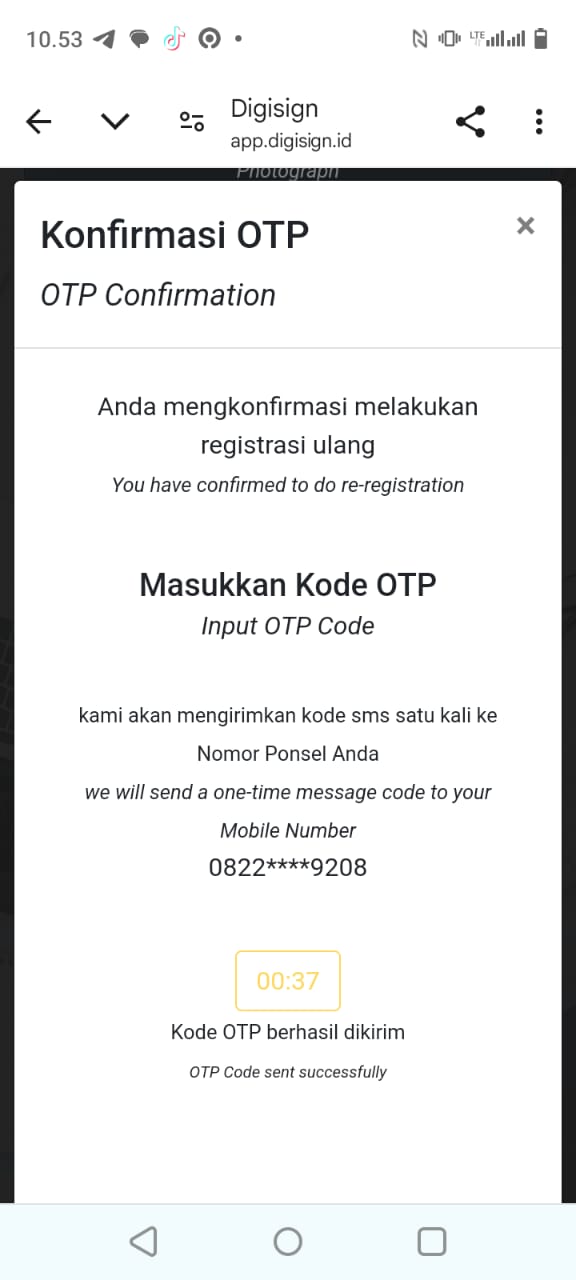 10.53
LTE
Digisign
app.digisign.id
Photograph
Konfirmasi OTP
OTP Confirmation
Anda mengkonfirmasi melakukan
registrasi ulang
You have confirmed to do re-registration
Masukkan Kode OTP
Input OTP Code
kami akan mengirimkan kode sms satu kali ke
Nomor Ponsel Anda
we will send a one-time message code to your
Mobile Number
0822****9208
00:37
Kode OTP berhasil dikirim
OTP Code sent successfully